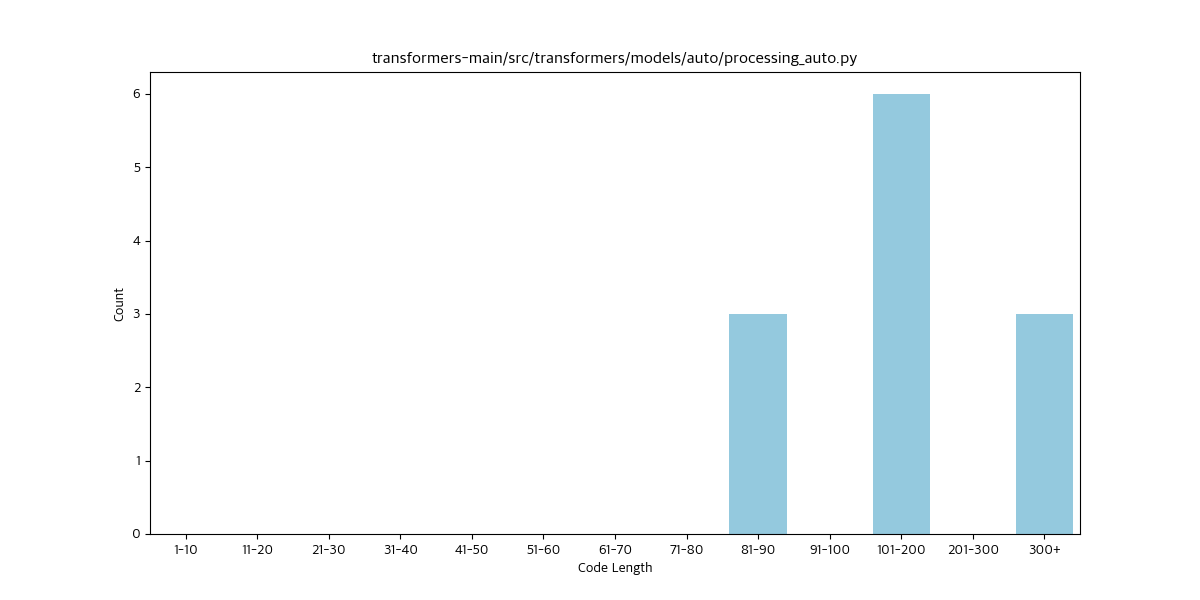 transformers-main/src/transformers/models/auto/processing_auto.py
6
5
4
3
2
1
0
Count
1-10 11-20 21-30 31-40 41-50 51-60 61-70 71-80 81-90 91-100 101-200 201-300 300+
Code Length